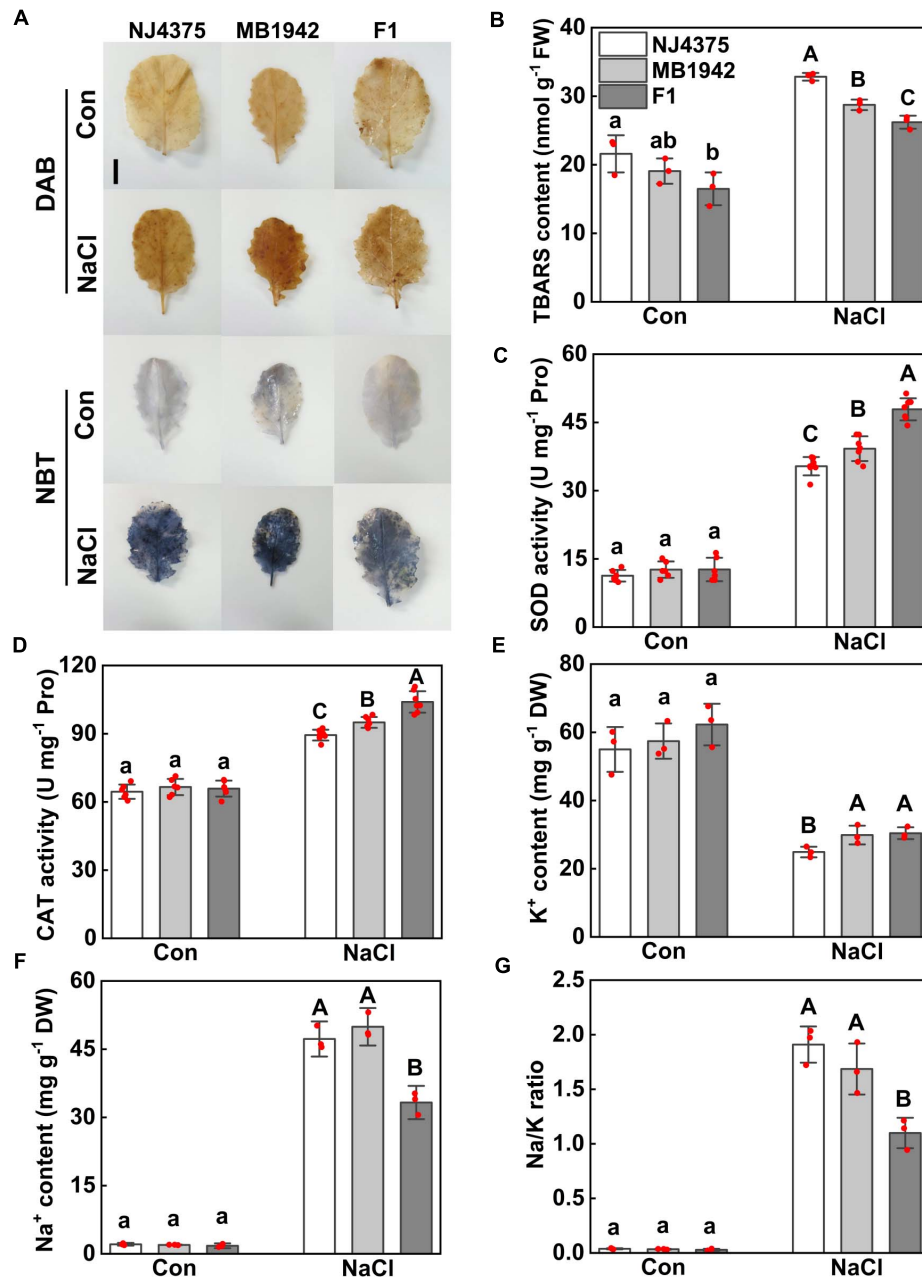 A
NJ4375 MB1942 F1
DAB
Con
NaCl
NBT
Con
NaCl
B
TBARS content (nmol g⁻¹ FW)
40
30
20
10
0
NJ4375
MB1942
F1
a ab b
A B C
Con NaCl
C
SOD activity (U mg⁻¹ Pro)
60
45
30
15
0
a a a
C B A
Con NaCl
D
CAT activity (U mg⁻¹ Pro)
120
90
60
30
0
a a a
C B A
Con NaCl
E
K⁺ content (mg g⁻¹ DW)
80
60
40
20
0
a a a
B A A
Con NaCl
F
Na⁺ content (mg g⁻¹ DW)
60
45
30
15
0
a a a
A A B
Con NaCl
G
Na/K ratio
2.5
2.0
1.5
1.0
0.5
0.0
a a a
A A B
Con NaCl